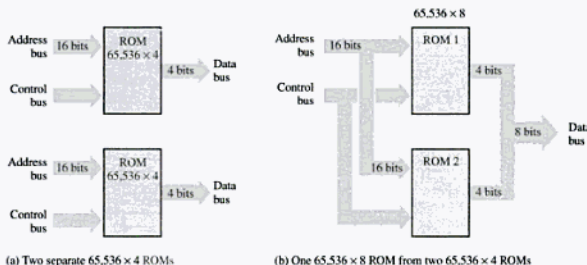 Address bus
16 bits
ROM
65,536 × 4
4 bits
Data bus
Control bus
Address bus
16 bits
ROM
65,536 × 4
4 bits
Data bus
Control bus
(a) Two separate 65,536 × 4 ROMs
65,536 × 8
Address bus
16 bits
ROM 1
4 bits
Control bus
8 bits
Data bus
16 bits
ROM 2
4 bits
(b) One 65,536 × 8 ROM from two 65,536 × 4 ROMs